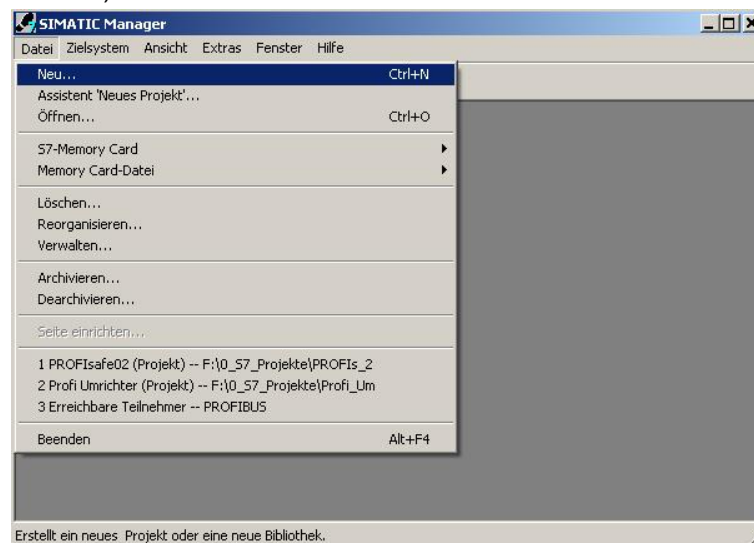 SIMATIC Manager
Datei Zielsystem Ansicht Extras Fenster Hilfe
Neu... Ctrl+N
Assistent 'Neues Projekt'...
Öffnen... Ctrl+O
S7-Memory Card
Memory Card-Datei
Löschen...
Reorganisieren...
Verwalten...
Archivieren...
Dearchivieren...
Seite einrichten...
1 PROFIsafe02 (Projekt) -- F:\0_S7_Projekte\PROFIs_2
2 Profi Umrichter (Projekt) -- F:\0_S7_Projekte\Profi_Um
3 Erreichbare Teilnehmer -- PROFIBUS
Beenden Alt+F4
Erstellt ein neues Projekt oder eine neue Bibliothek.